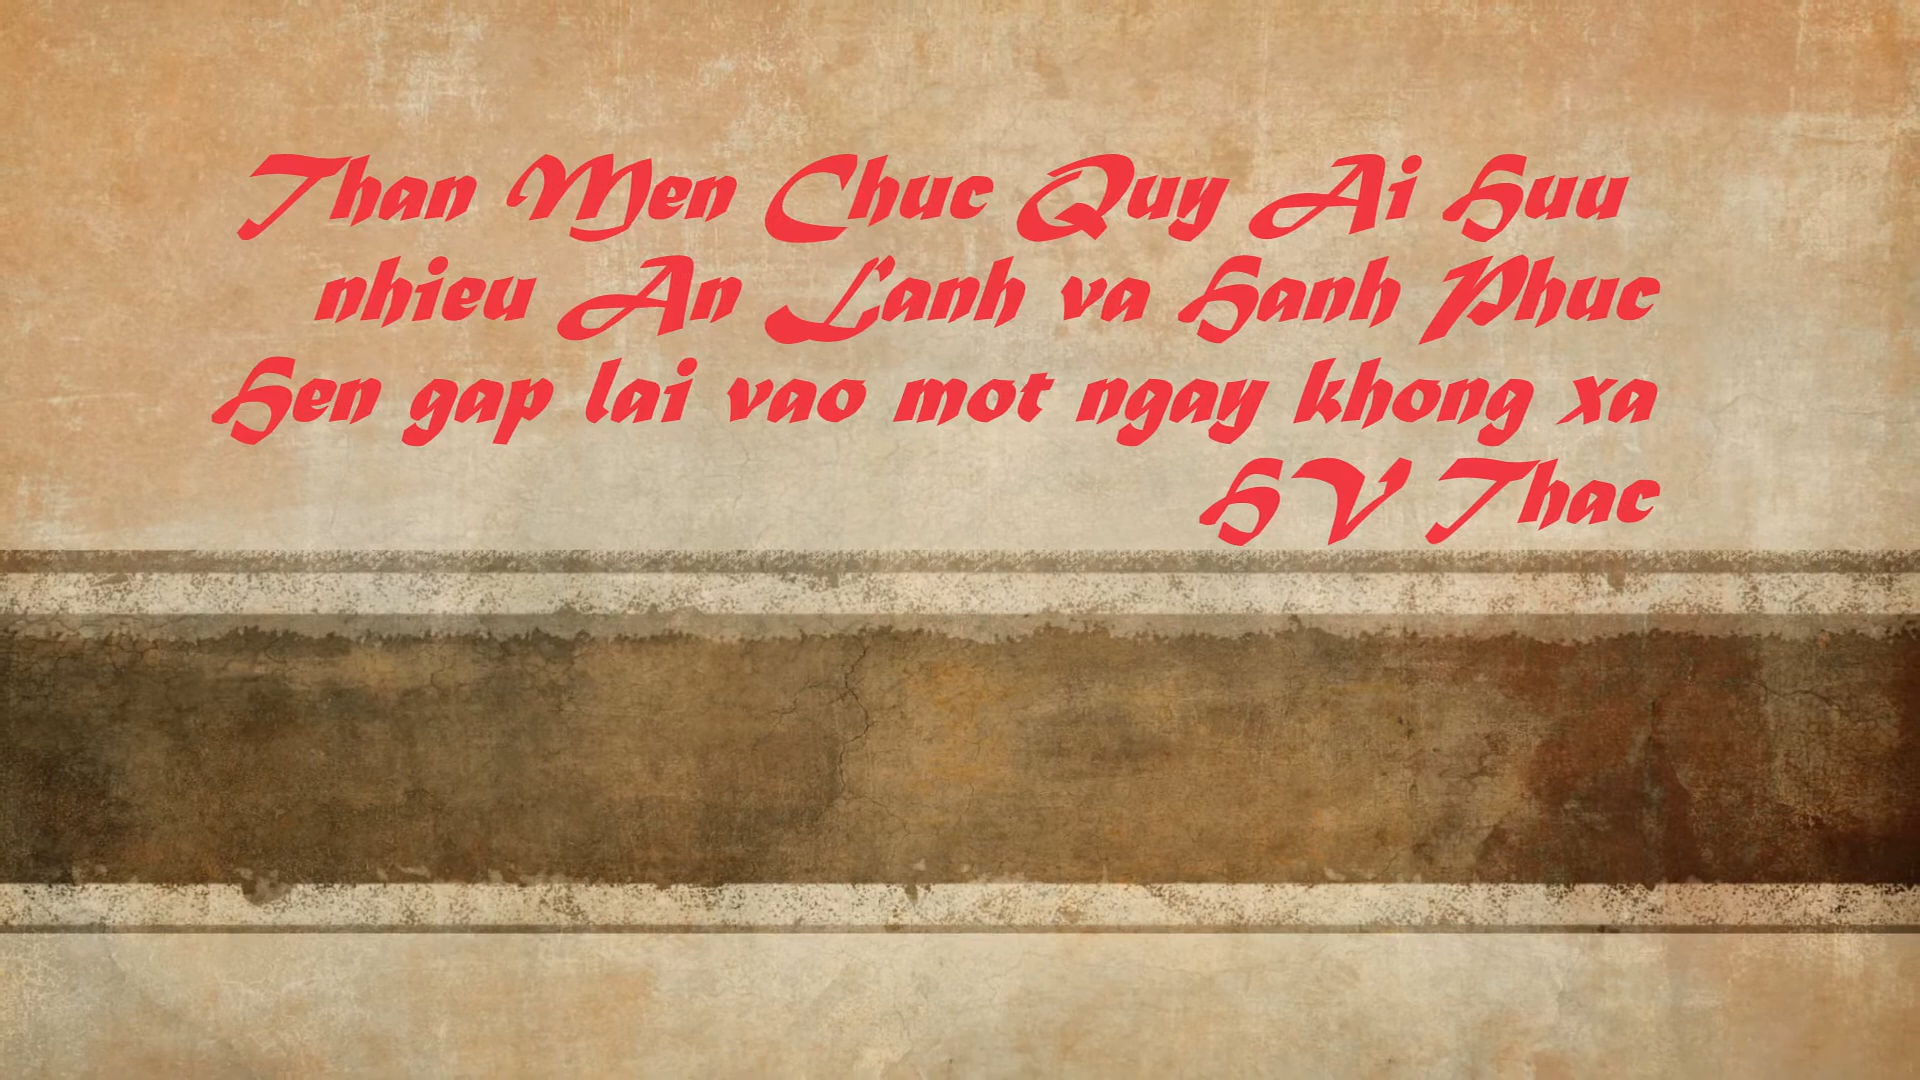 Than Men Chuc Quy Ai Huu
nhieu An Lanh va Hanh Phuc
Hen gap lai vao mot ngay khong xa
HV Thac